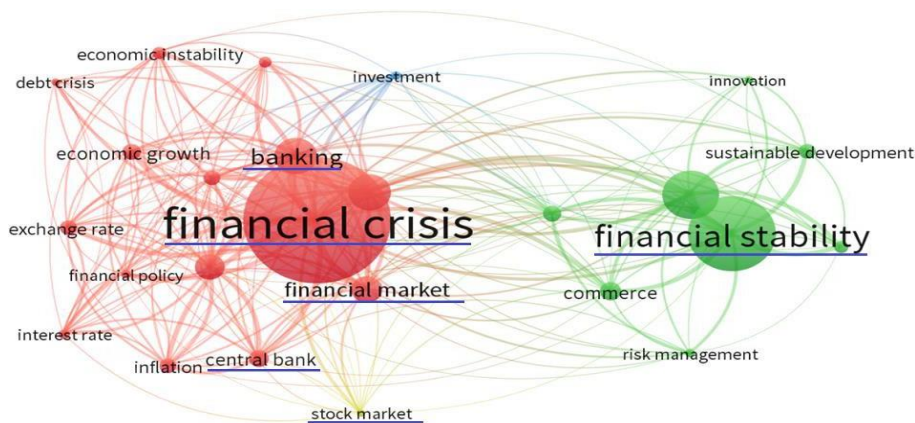 economic instability
debt crisis
investment
innovation
economic growth
banking
sustainable development
financial crisis
exchange rate
financial stability
financial policy
financial market
commerce
interest rate
inflation
central bank
risk management
stock market